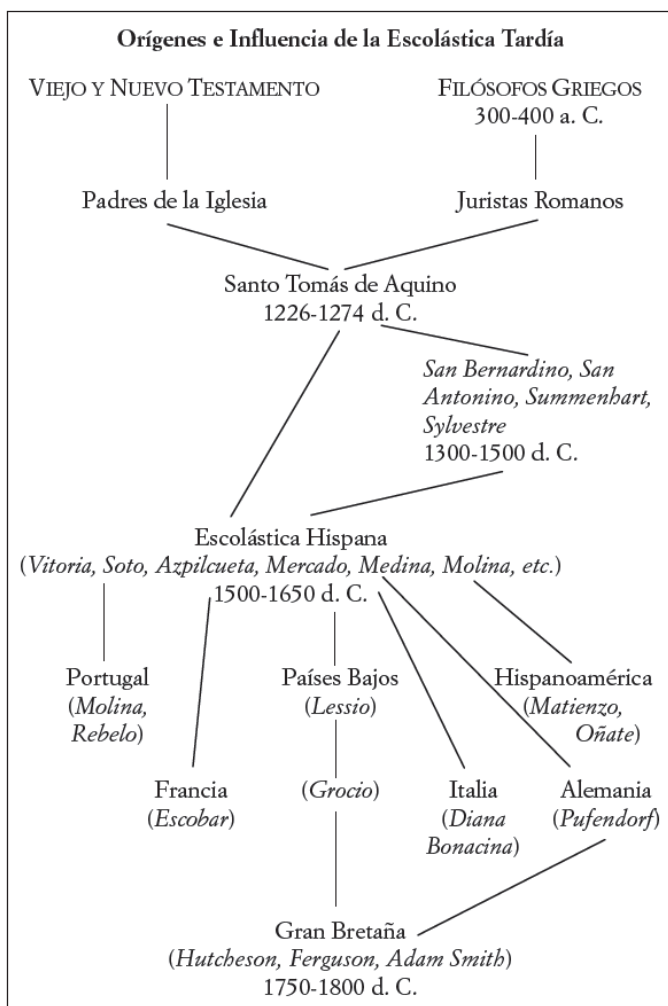 Orígenes e Influencia de la Escolástica Tardía
VIEJO Y NUEVO TESTAMENTO
FILÓSOFOS GRIEGOS
300-400 a. C.
Padres de la Iglesia
Juristas Romanos
Santo Tomás de Aquino
1226-1274 d. C.
San Bernardino, San
Antonino, Summenhart,
Sylvestre
1300-1500 d. C.
Escolástica Hispana
(Vitoria, Soto, Azpilcueta, Mercado, Medina, Molina, etc.)
1500-1650 d. C.
Portugal
(Molina,
Rebelo)
Países Bajos
(Lessio)
Hispanoamérica
(Matienzo,
Oñate)
Francia
(Escobar)
(Grocio)
Italia
(Diana
Bonacina)
Alemania
(Pufendorf)
Gran Bretaña
(Hutcheson, Ferguson, Adam Smith)
1750-1800 d. C.